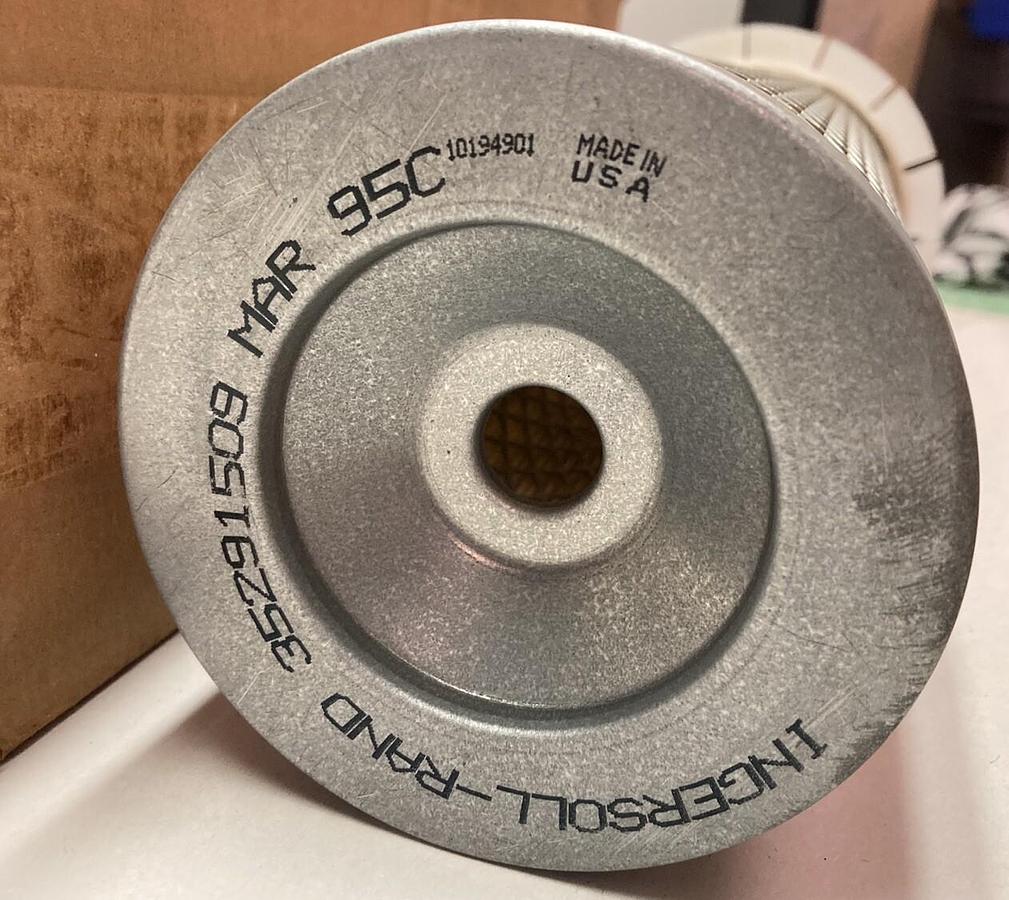 INGERSOLL-RAND 35291509 MAR 95C
10194901
MADE IN
USA